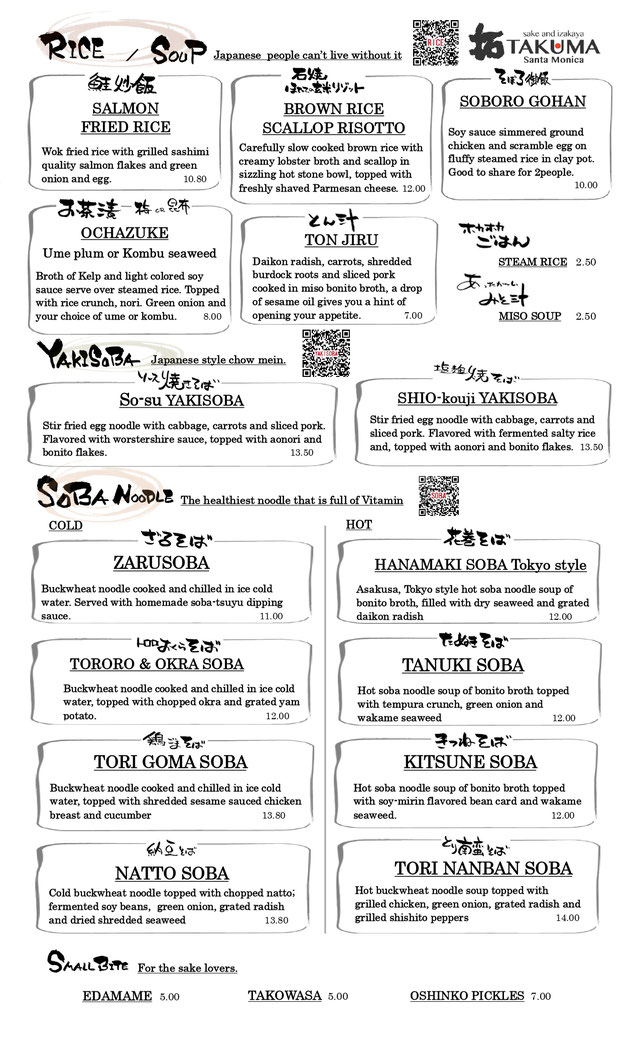 RICE / SOUP Japanese people can't live without it
RICE
拓 sake and izakaya
TAKUMA
Santa Monica
鮭炒飯
SALMON
FRIED RICE
Wok fried rice with grilled sashimi
quality salmon flakes and green
onion and egg. 10.80
石焼
ほたての玄米リゾット
BROWN RICE
SCALLOP RISOTTO
Carefully slow cooked brown rice with
creamy lobster broth and scallop in
sizzling hot stone bowl, topped with
freshly shaved Parmesan cheese. 12.00
そぼろ御飯
SOBORO GOHAN
Soy sauce simmered ground
chicken and scramble egg on
fluffy steamed rice in clay pot.
Good to share for 2people.
10.00
お茶漬 梅 or 昆布
OCHAZUKE
Ume plum or Kombu seaweed
Broth of Kelp and light colored soy
sauce serve over steamed rice. Topped
with rice crunch, nori. Green onion and
your choice of ume or kombu. 8.00
とん汁
TON JIRU
Daikon radish, carrots, shredded
burdock roots and sliced pork
cooked in miso bonito broth, a drop
of sesame oil gives you a hint of
opening your appetite. 7.00
ホカホカ
ごはん
STEAM RICE 2.50
みそ汁
MISO SOUP 2.50
YAKISOBA Japanese style chow mein.
YAKISOBA
ソース焼きそば
So-su YAKISOBA
Stir fried egg noodle with cabbage, carrots and sliced pork.
Flavored with worstershire sauce, topped with aonori and
bonito flakes. 13.50
塩麹焼そば
SHIO-kouji YAKISOBA
Stir fried egg noodle with cabbage, carrots and
sliced pork. Flavored with fermented salty rice
and, topped with aonori and bonito flakes. 13.50
SOBA NOODLE The healthiest noodle that is full of Vitamin
SOBA
COLD
ざるそば
ZARUSOBA
Buckwheat noodle cooked and chilled in ice cold
water. Served with homemade soba-tsuyu dipping
sauce. 11.00
トロロおくらそば
TORORO & OKRA SOBA
Buckwheat noodle cooked and chilled in ice cold
water, topped with chopped okra and grated yam
potato. 12.00
鶏ごまそば
TORI GOMA SOBA
Buckwheat noodle cooked and chilled in ice cold
water, topped with shredded sesame sauced chicken
breast and cucumber 13.80
納豆そば
NATTO SOBA
Cold buckwheat noodle topped with chopped natto;
fermented soy beans, green onion, grated radish
and dried shredded seaweed 13.80
HOT
花巻そば
HANAMAKI SOBA Tokyo style
Asakusa, Tokyo style hot soba noodle soup of
bonito broth, filled with dry seaweed and grated
daikon radish 12.00
たぬきそば
TANUKI SOBA
Hot soba noodle soup of bonito broth topped
with tempura crunch, green onion and
wakame seaweed 12.00
きつねそば
KITSUNE SOBA
Hot soba noodle soup of bonito broth topped
with soy-mirin flavored bean card and wakame
seaweed. 12.00
とり南蛮そば
TORI NANBAN SOBA
Hot buckwheat noodle soup topped with
grilled chicken, green onion, grated radish and
grilled shishito peppers 14.00
SMALL BITE For the sake lovers.
EDAMAME 5.00 TAKOWASA 5.00 OSHINKO PICKLES 7.00